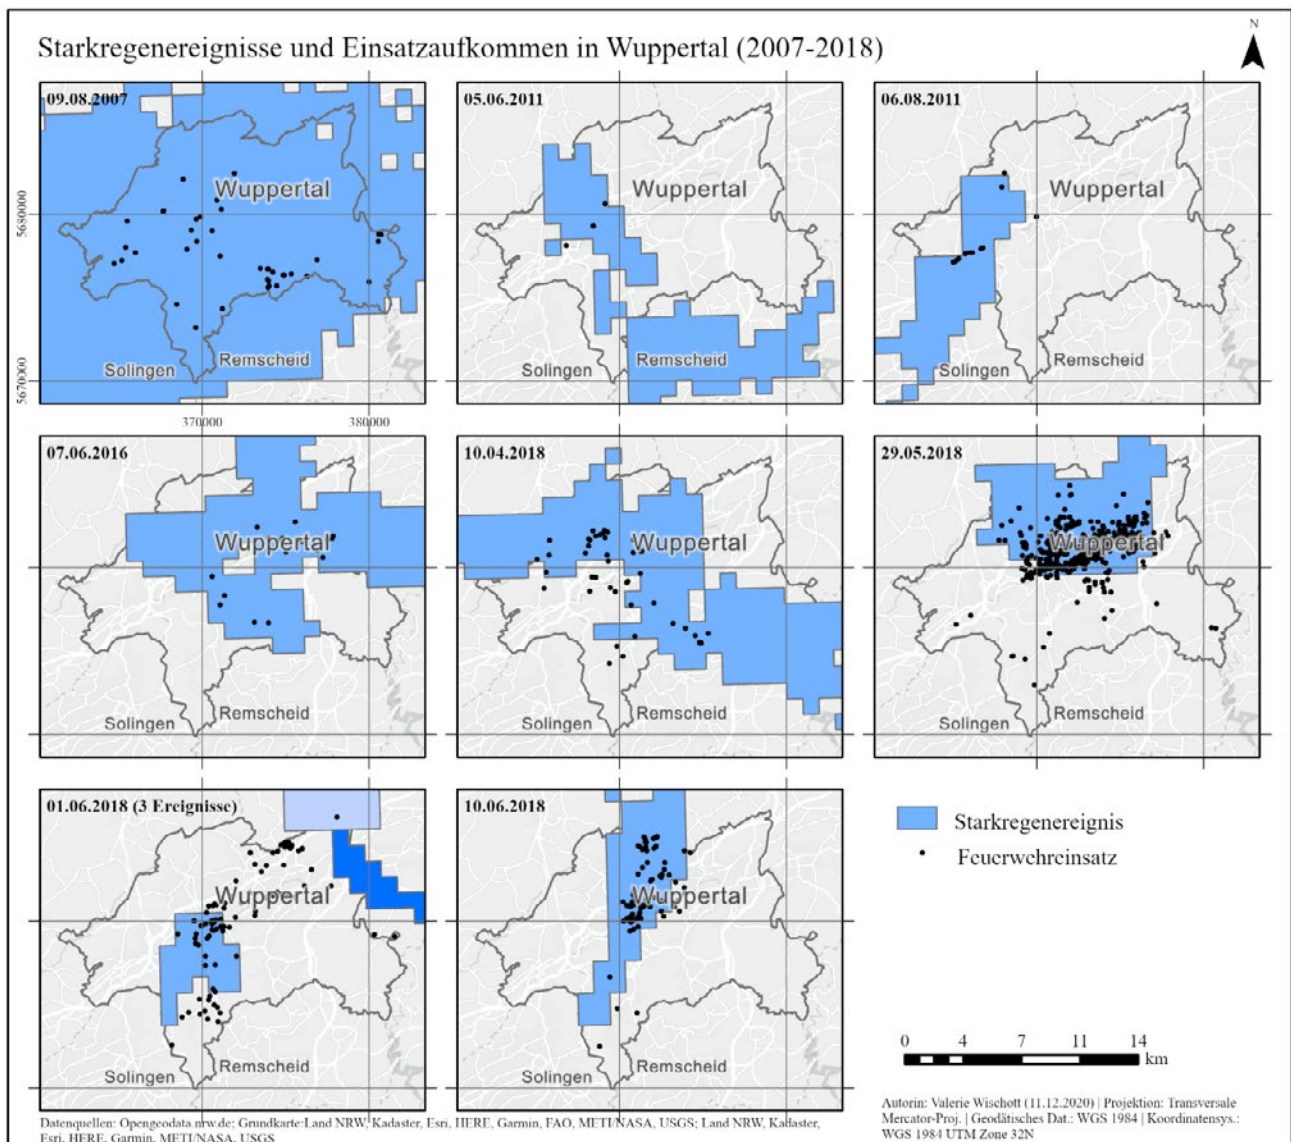 N
Starkregenereignisse und Einsatzaufkommen in Wuppertal (2007-2018)
09.08.2007
Wuppertal
Solingen
Remscheid
5680000
5670000
370000
380000
05.06.2011
Wuppertal
Solingen
Remscheid
06.08.2011
Wuppertal
Solingen
Remscheid
07.06.2016
Wuppertal
Solingen
Remscheid
10.04.2018
Wuppertal
Solingen
Remscheid
29.05.2018
Wuppertal
Solingen
Remscheid
01.06.2018 (3 Ereignisse)
Wuppertal
Solingen
Remscheid
10.06.2018
Wuppertal
Solingen
Remscheid
Starkregenereignis
Feuerwehreinsatz
0 4 7 11 14
km
Datenquellen: Opengeodata.nrw.de; Grundkarte:Land NRW, Kadaster, Esri, HERE, Garmin, FAO, METI/NASA, USGS; Land NRW, Kadaster,
Esri, HERE, Garmin, METI/NASA, USGS
Autorin: Valerie Wischott (11.12.2020) | Projektion: Transversale
Mercator-Proj. | Geodätisches Dat.: WGS 1984 | Koordinatensys.:
WGS 1984 UTM Zone 32N